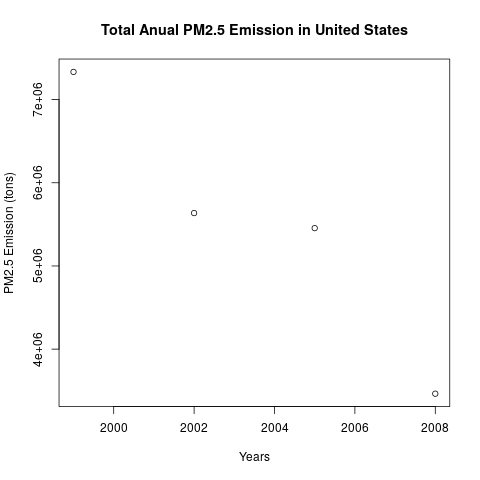 Total Anual PM2.5 Emission in United States
PM2.5 Emission (tons)
7e+06
6e+06
5e+06
4e+06
2000 2002 2004 2006 2008
Years